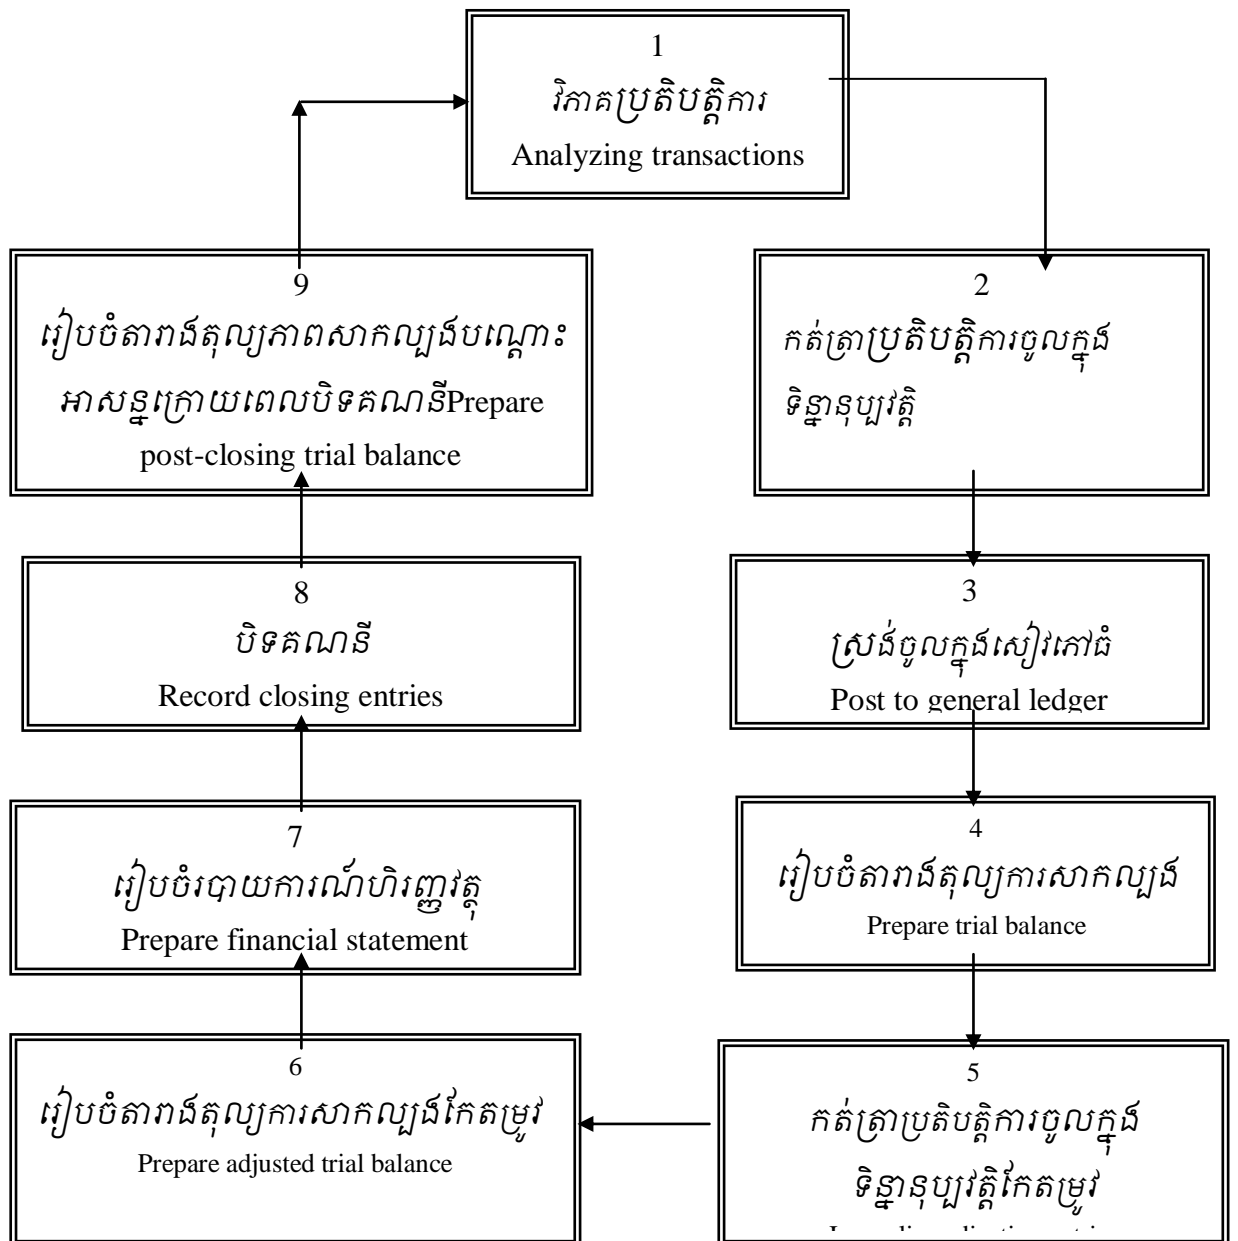 1
វិភាគប្រតិបត្តិការ
Analyzing transactions
2
កត់ត្រាប្រតិបត្តិការចូលក្នុង
ទិន្នានុប្បវត្តិ
3
ស្រង់ចូលក្នុងសៀវភៅធំ
Post to general ledger
4
រៀបចំតារាងតុល្យការសាកល្បង
Prepare trial balance
5
កត់ត្រាប្រតិបត្តិការចូលក្នុង
ទិន្នានុប្បវត្តិកែតម្រូវ
6
រៀបចំតារាងតុល្យការសាកល្បងកែតម្រូវ
Prepare adjusted trial balance
7
រៀបចំរបាយការណ៍ហិរញ្ញវត្ថុ
Prepare financial statement
8
បិទគណនី
Record closing entries
9
រៀបចំតារាងតុល្យភាពសាកល្បងបណ្តោះ
អាសន្នក្រោយពេលបិទគណនីPrepare
post-closing trial balance